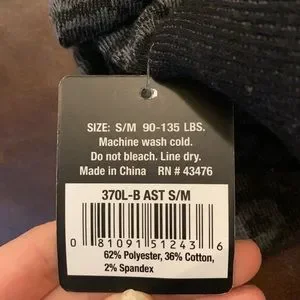 SIZE: S/M 90-135 LBS.
Machine wash cold.
Do not bleach. Line dry.
Made in China RN # 43476
370L-B AST S/M
0 81091 51243 6
62% Polyester, 36% Cotton,
2% Spandex